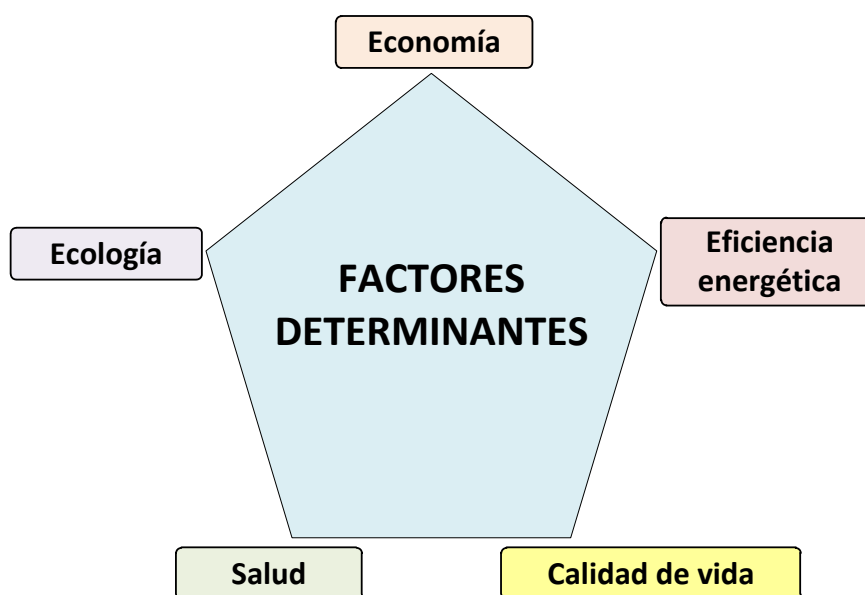 Economía
Ecología
Eficiencia
energética
FACTORES
DETERMINANTES
Salud
Calidad de vida